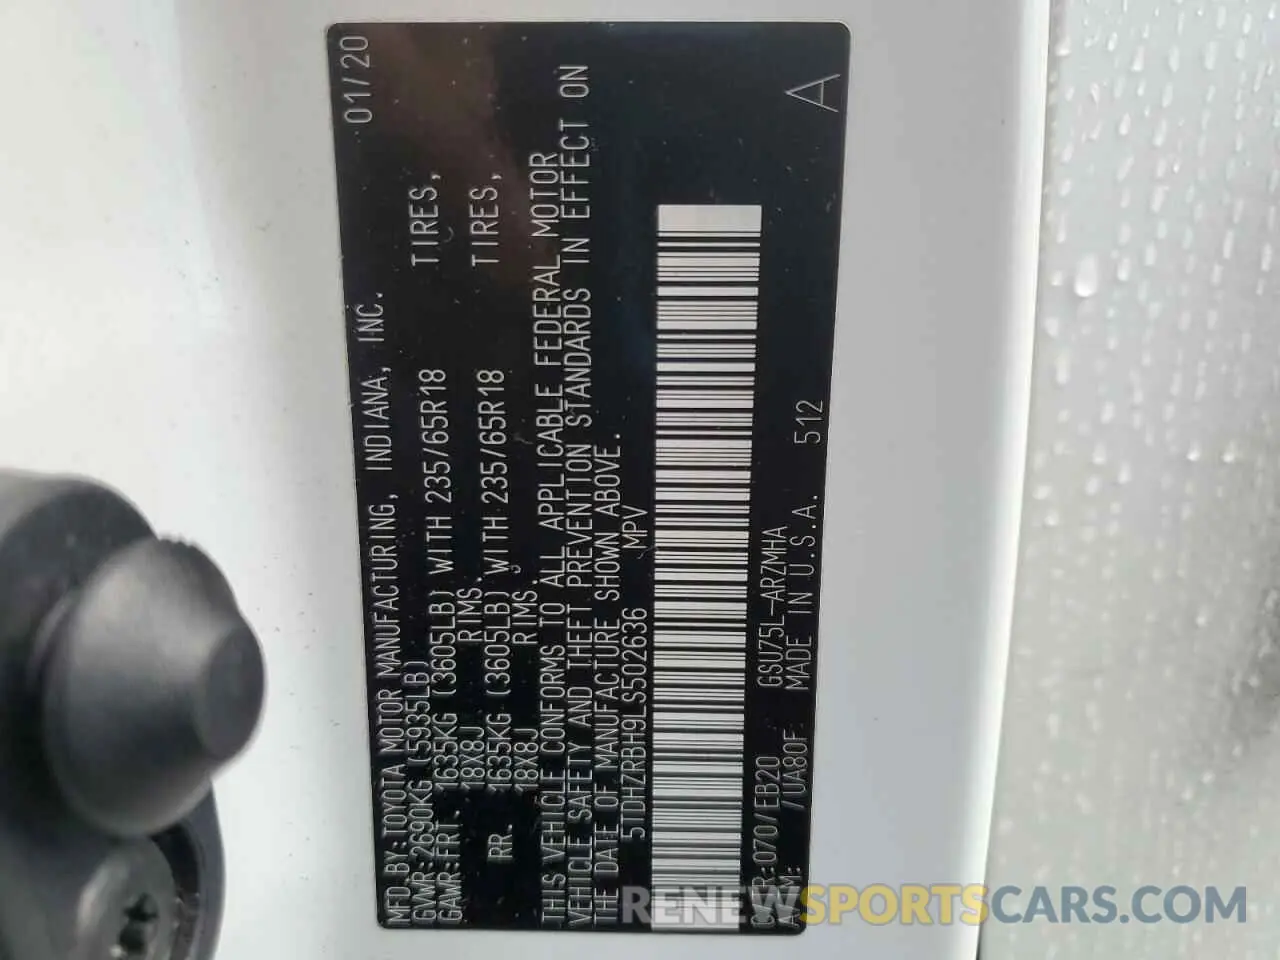 MFD.BY:TOYOTA MOTOR MANUFACTURING, INDIANA, INC. 01/20
GVWR:2690KG (5935LB)
GAWR:FRT. 1635KG (3605LB) WITH 235/65R18 TIRES,
18X8J RIMS.
RR. 1635KG (3605LB) WITH 235/65R18 TIRES,
18X8J RIMS.
THIS VEHICLE CONFORMS TO ALL APPLICABLE FEDERAL MOTOR
VEHICLE SAFETY AND THEFT PREVENTION STANDARDS IN EFFECT ON
THE DATE OF MANUFACTURE SHOWN ABOVE.
5TDHZRBH9LS502636 MPV
C/TR:070/EB20 GSU75L-ARZMHA
A/TM: /UA80F MADE IN U.S.A. 512
A
RENEWSPORTSCARS.COM